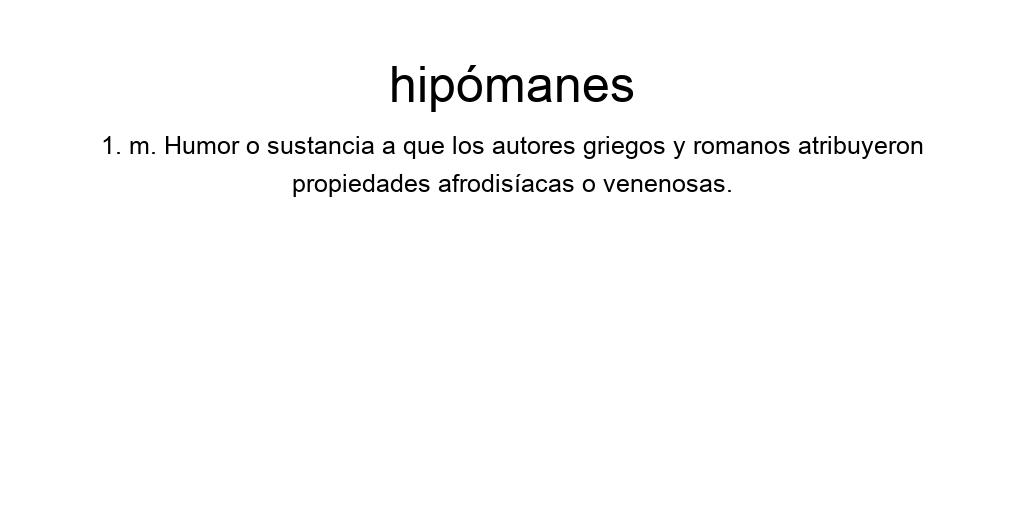 hipómanes
1. m. Humor o sustancia a que los autores griegos y romanos atribuyeron
propiedades afrodisíacas o venenosas.